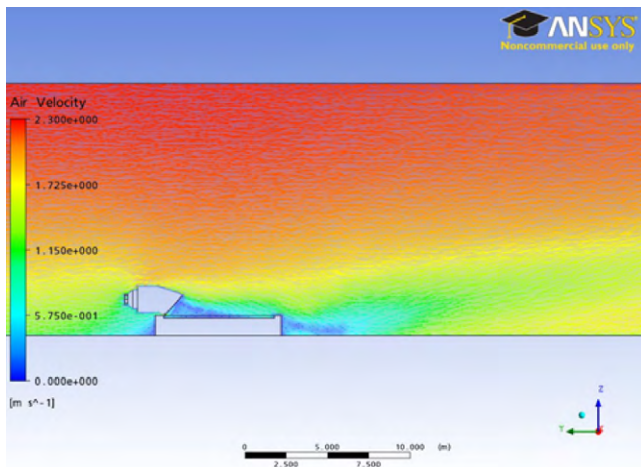 ANSYS
Noncommercial use only
Air Velocity
2.300e+000
1.725e+000
1.150e+000
5.750e-001
0.000e+000
[m s^-1]
Z
Y
X
0 5.000 10.000 (m)
2.500 7.500